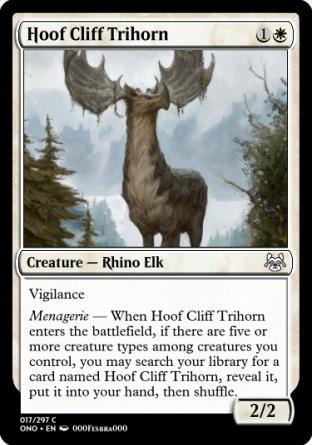 Hoof Cliff Trihorn 1
Creature — Rhino Elk
Vigilance
Menagerie — When Hoof Cliff Trihorn
enters the battlefield, if there are five or
more creature types among creatures you
control, you may search your library for a
card named Hoof Cliff Trihorn, reveal it,
put it into your hand, then shuffle.
2/2
017/297 C
ONO • EN 000Fesbra000